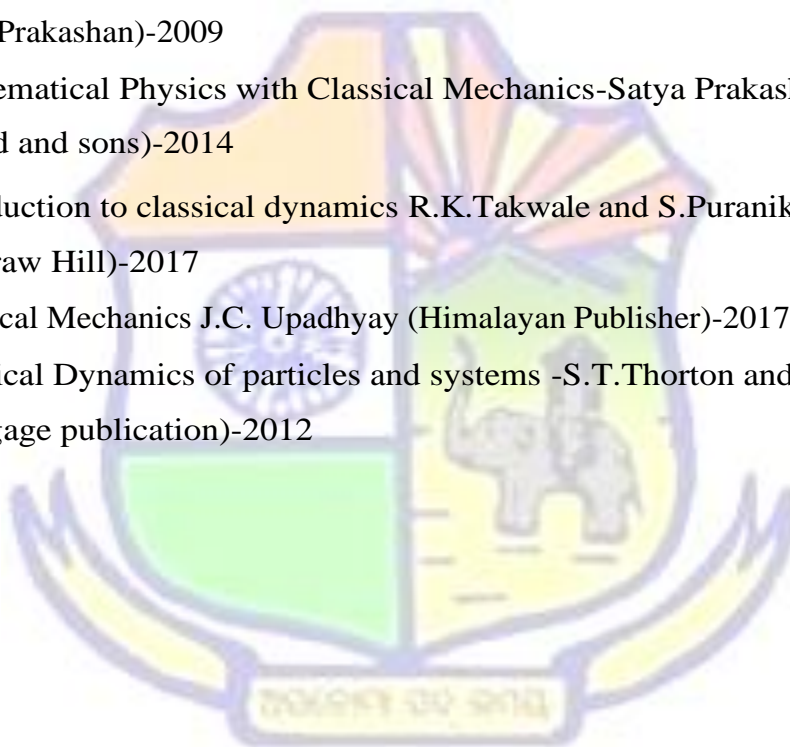 Prakashan)-2009
ematical Physics with Classical Mechanics-Satya Prakash
d and sons)-2014
duction to classical dynamics R.K.Takwale and S.Puranik
raw Hill)-2017
ical Mechanics J.C. Upadhyay (Himalayan Publisher)-2017
ical Dynamics of particles and systems -S.T.Thorton and
gage publication)-2012